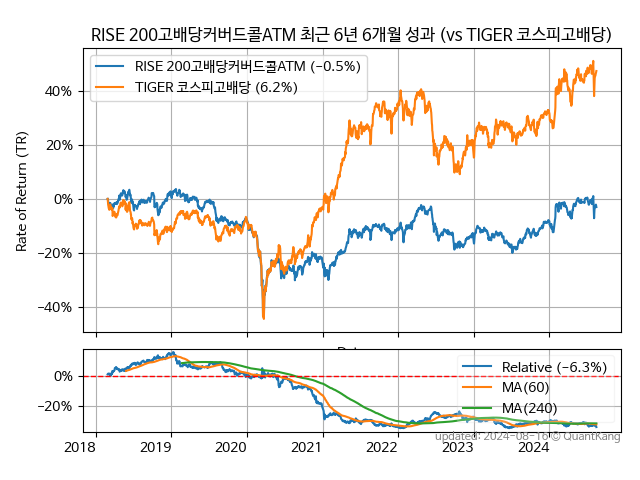 RISE 200고배당커버드콜ATM 최근 6년 6개월 성과 (vs TIGER 코스피고배당)
RISE 200고배당커버드콜ATM (−0.5%)
TIGER 코스피고배당 (6.2%)
Rate of Return (TR)
40%
20%
0%
−20%
−40%
Relative (−6.3%)
MA(60)
MA(240)
0%
−20%
updated: 2024-08-16 © QuantKang
2018
2019
2020
2021
2022
2023
2024